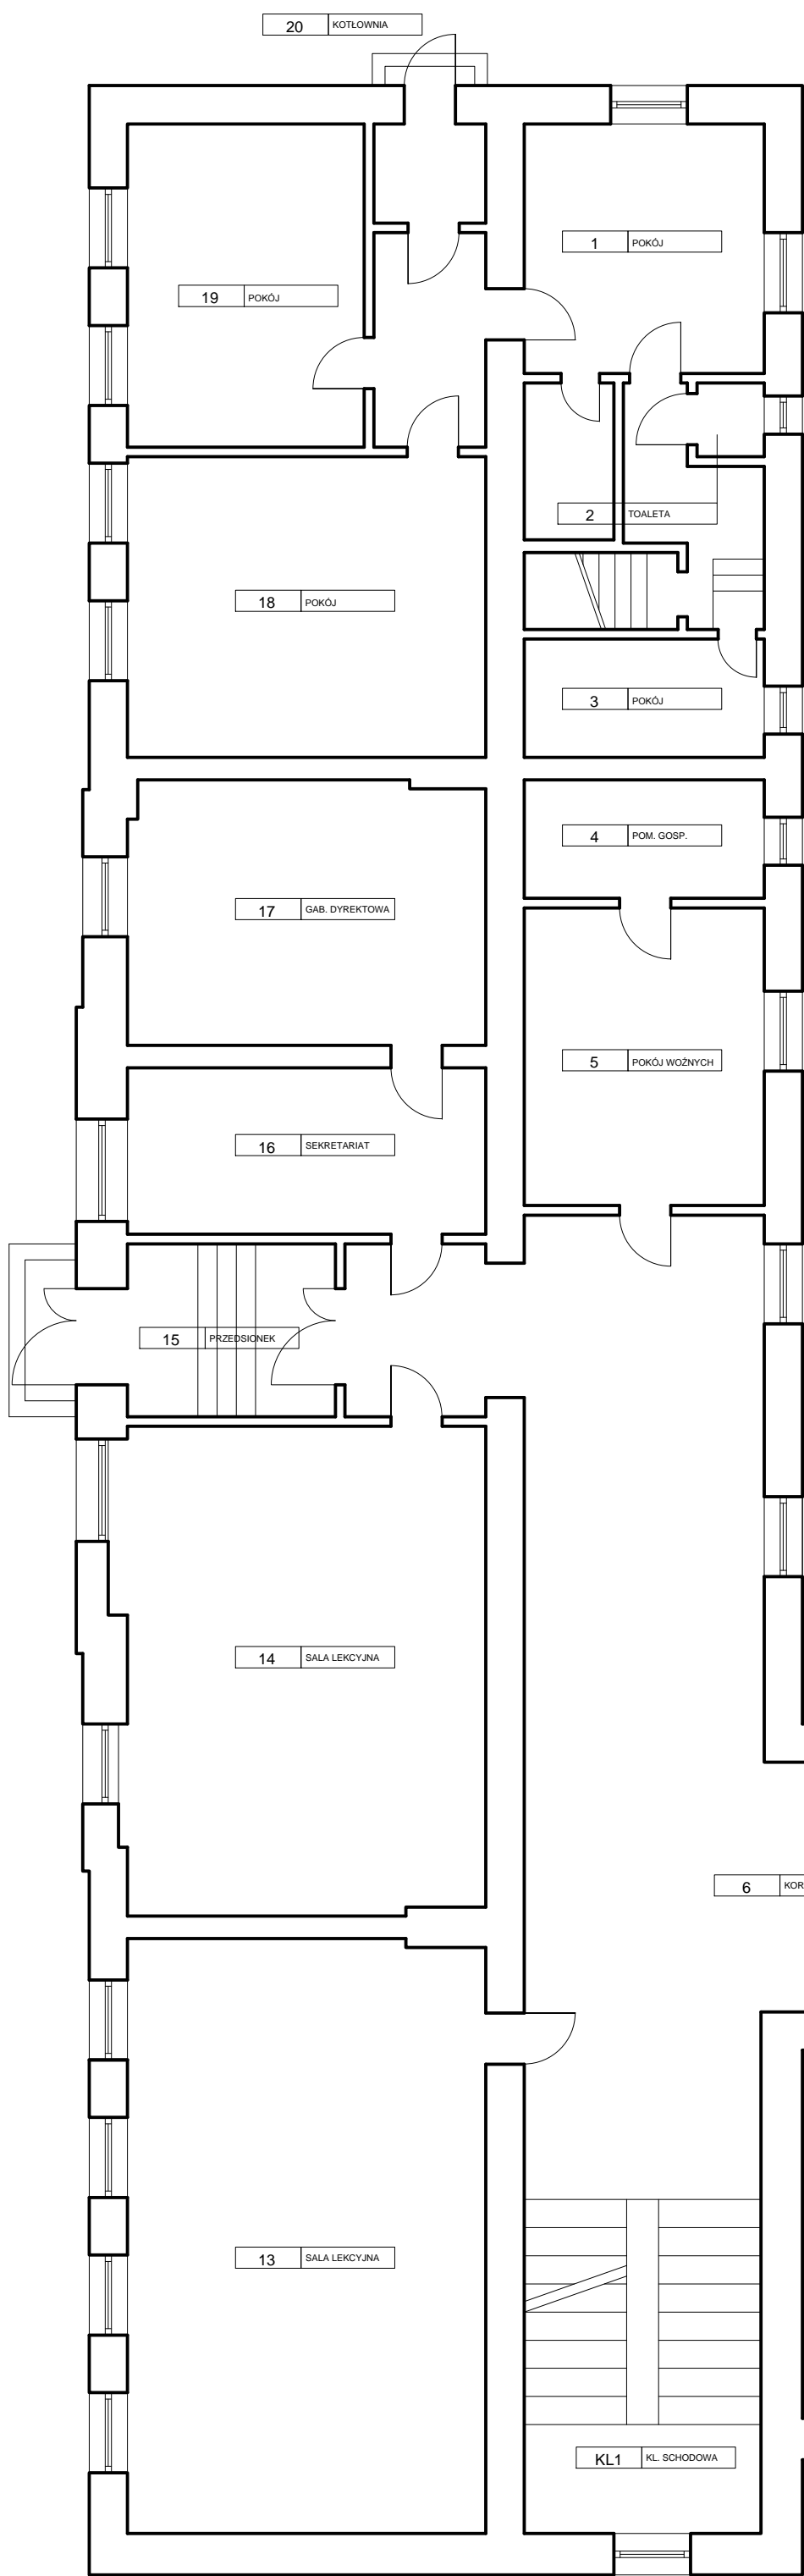 20 KOTŁOWNIA
1 POKÓJ
19 POKÓJ
2 TOALETA
18 POKÓJ
3 POKÓJ
4 POM. GOSP.
17 GAB. DYREKTOWA
5 POKÓJ WOŹNYCH
16 SEKRETARIAT
15 PRZEDSIONEK
14 SALA LEKCYJNA
6 KOR
13 SALA LEKCYJNA
KL1 KL. SCHODOWA